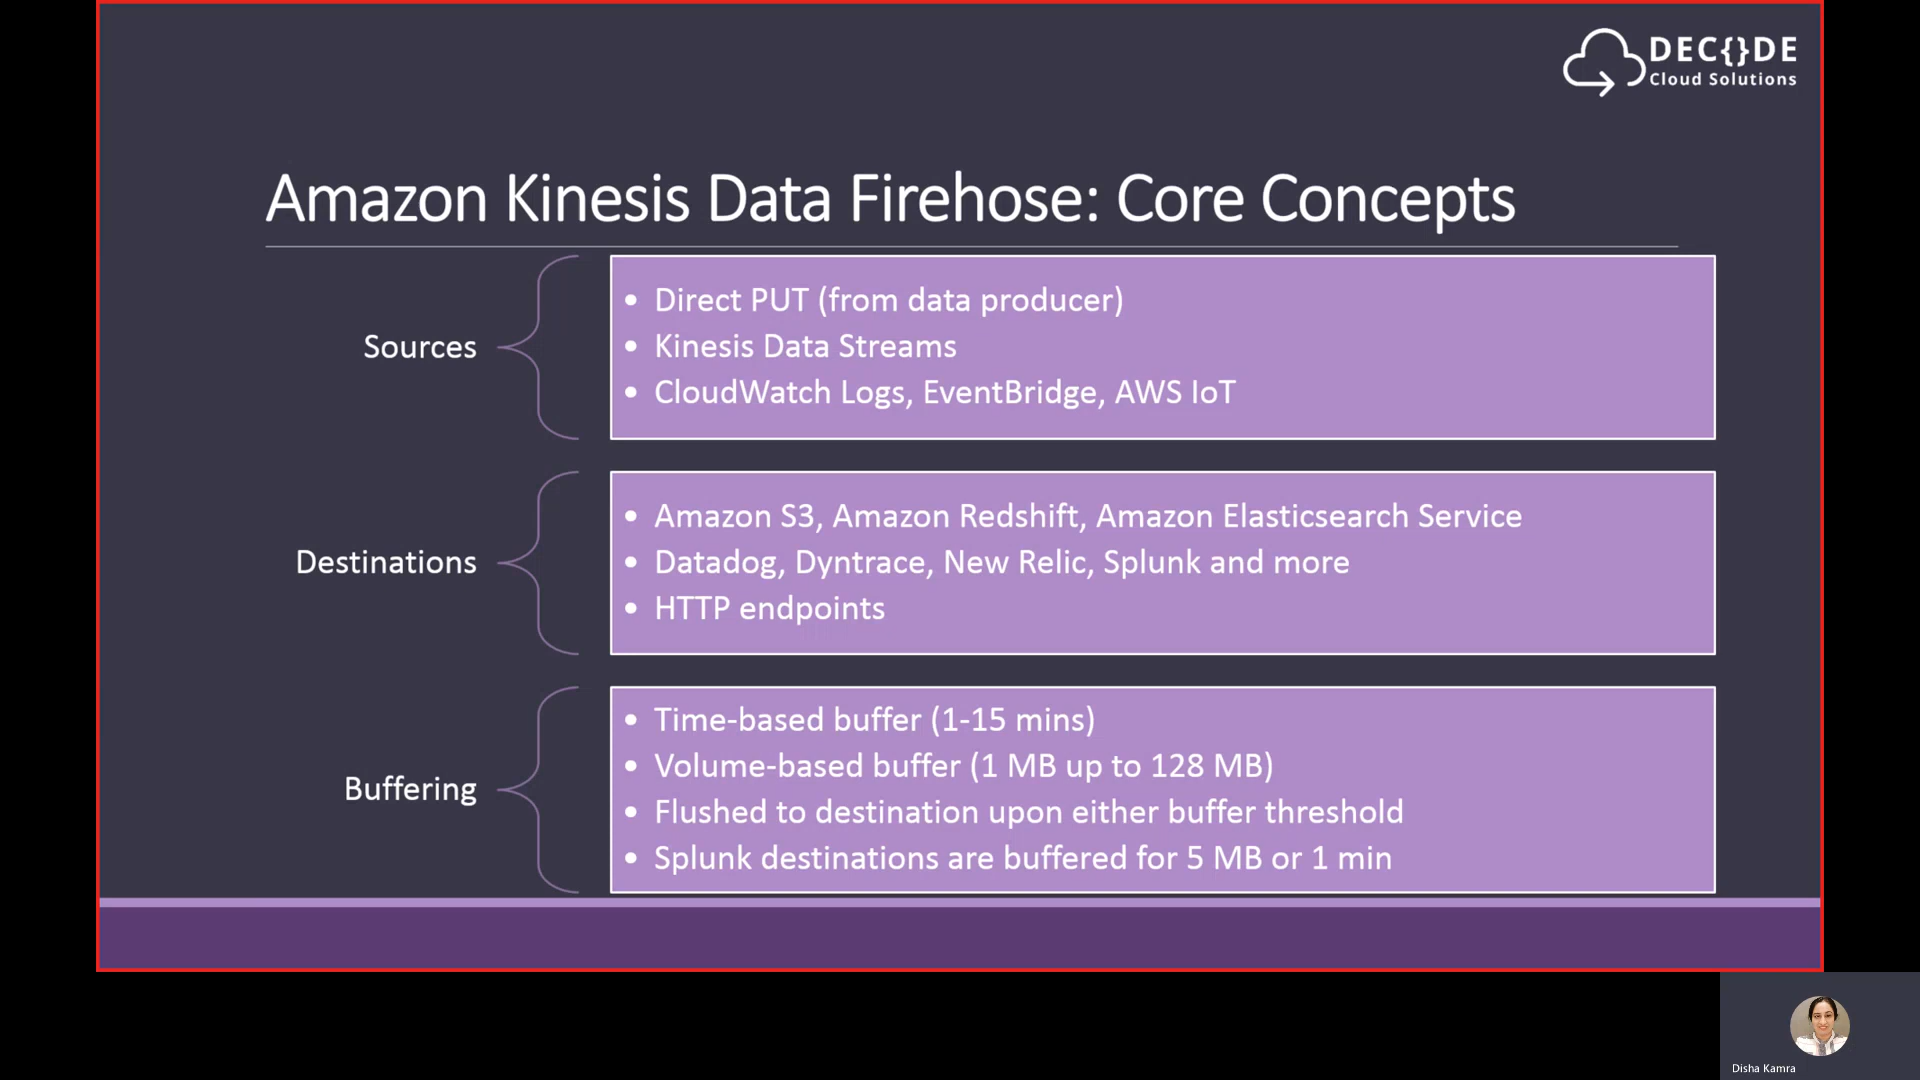 DEC{}DE
Cloud Solutions
Amazon Kinesis Data Firehose: Core Concepts
Sources
• Direct PUT (from data producer)
• Kinesis Data Streams
• CloudWatch Logs, EventBridge, AWS IoT
Destinations
• Amazon S3, Amazon Redshift, Amazon Elasticsearch Service
• Datadog, Dyntrace, New Relic, Splunk and more
• HTTP endpoints
Buffering
• Time-based buffer (1-15 mins)
• Volume-based buffer (1 MB up to 128 MB)
• Flushed to destination upon either buffer threshold
• Splunk destinations are buffered for 5 MB or 1 min
Disha Kamra